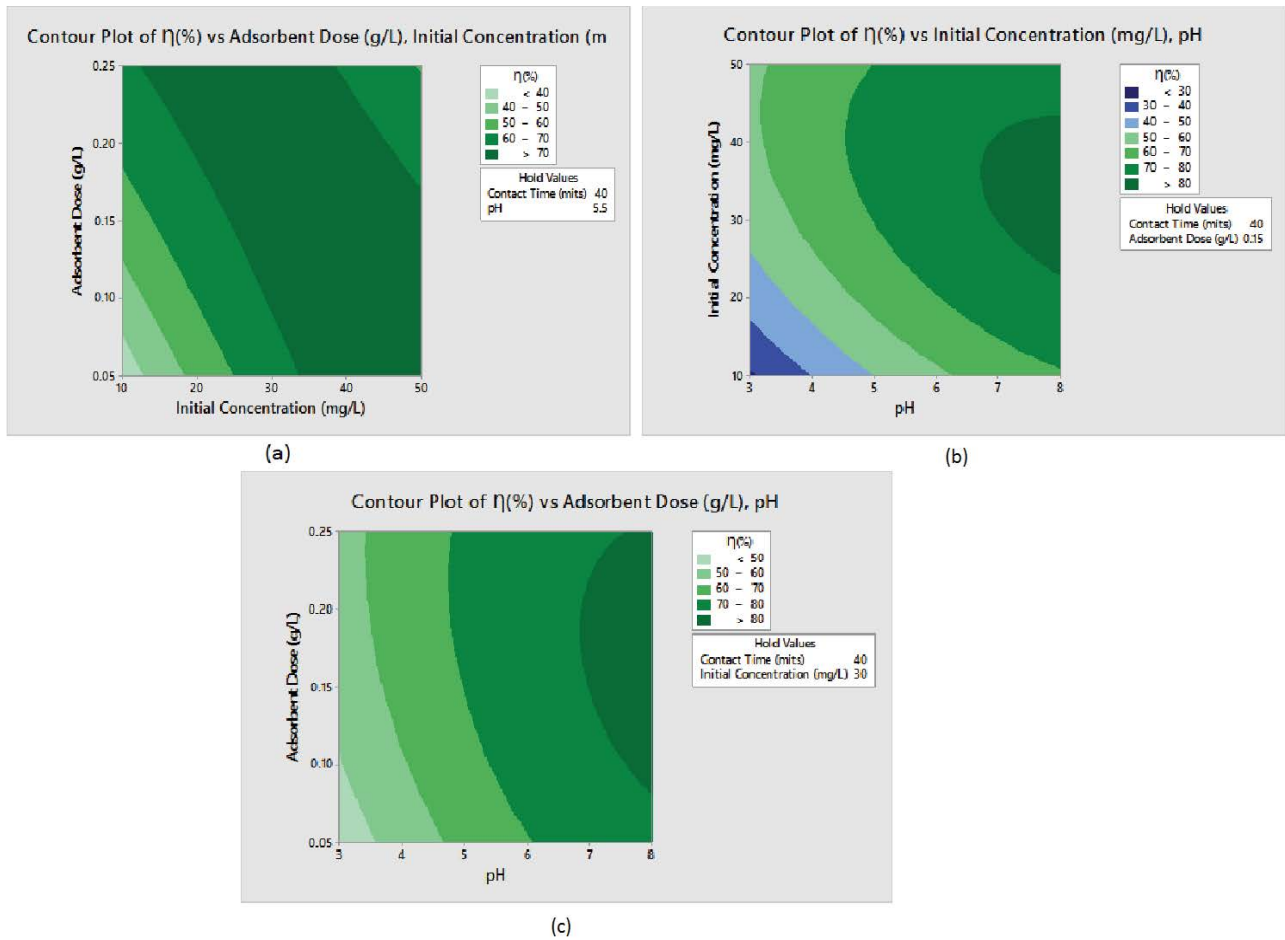 Contour Plot of η(%) vs Adsorbent Dose (g/L), Initial Concentration (m
0.25
0.20
0.15
0.10
0.05
Adsorbent Dose (g/L)
10 20 30 40 50
Initial Concentration (mg/L)
η(%)
< 40
40 – 50
50 – 60
60 – 70
> 70
Hold Values
Contact Time (mits) 40
pH 5.5
(a)
Contour Plot of η(%) vs Initial Concentration (mg/L), pH
50
40
30
20
10
Initial Concentration (mg/L)
3 4 5 6 7 8
pH
η(%)
< 30
30 – 40
40 – 50
50 – 60
60 – 70
70 – 80
> 80
Hold Values
Contact Time (mits) 40
Adsorbent Dose (g/L) 0.15
(b)
Contour Plot of η(%) vs Adsorbent Dose (g/L), pH
0.25
0.20
0.15
0.10
0.05
Adsorbent Dose (g/L)
3 4 5 6 7 8
pH
η(%)
< 50
50 – 60
60 – 70
70 – 80
> 80
Hold Values
Contact Time (mits) 40
Initial Concentration (mg/L) 30
(c)